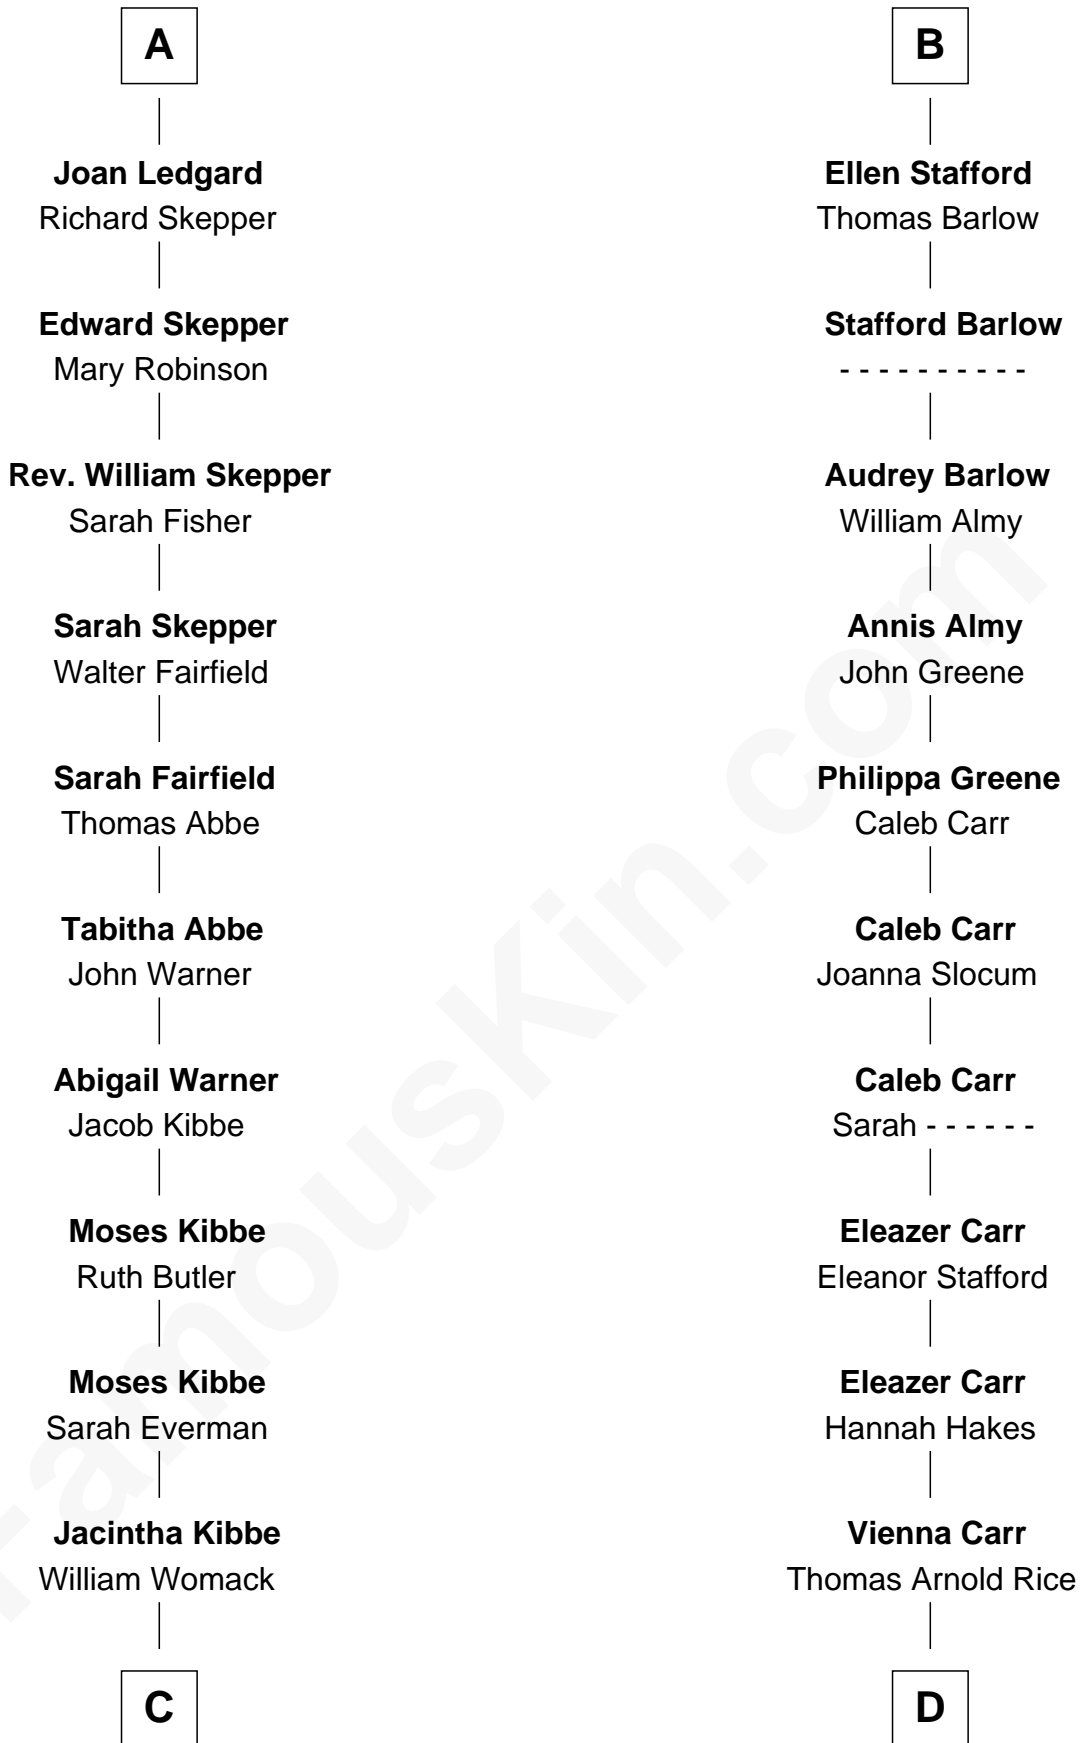 A
Joan Ledgard
Richard Skepper
Edward Skepper
Mary Robinson
Rev. William Skepper
Sarah Fisher
Sarah Skepper
Walter Fairfield
Sarah Fairfield
Thomas Abbe
Tabitha Abbe
John Warner
Abigail Warner
Jacob Kibbe
Moses Kibbe
Ruth Butler
Moses Kibbe
Sarah Everman
Jacintha Kibbe
William Womack
C
B
Ellen Stafford
Thomas Barlow
Stafford Barlow
- - - - - - - - - -
Audrey Barlow
William Almy
Annis Almy
John Greene
Philippa Greene
Caleb Carr
Caleb Carr
Joanna Slocum
Caleb Carr
Sarah - - - - - -
Eleazer Carr
Eleanor Stafford
Eleazer Carr
Hannah Hakes
Vienna Carr
Thomas Arnold Rice
D
FamousKin.com